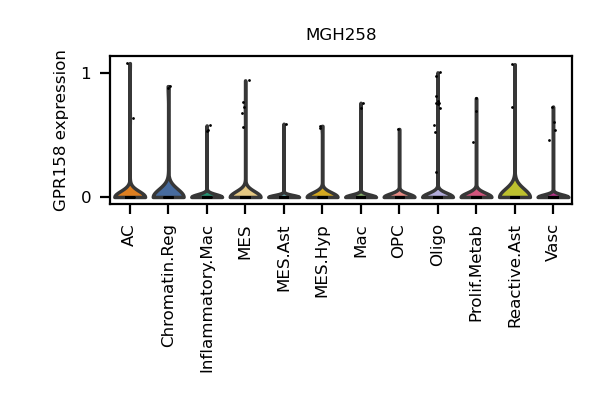 MGH258
GPR158 expression
1
0
AC
Chromatin.Reg
Inflammatory.Mac
MES
MES.Ast
MES.Hyp
Mac
OPC
Oligo
Prolif.Metab
Reactive.Ast
Vasc